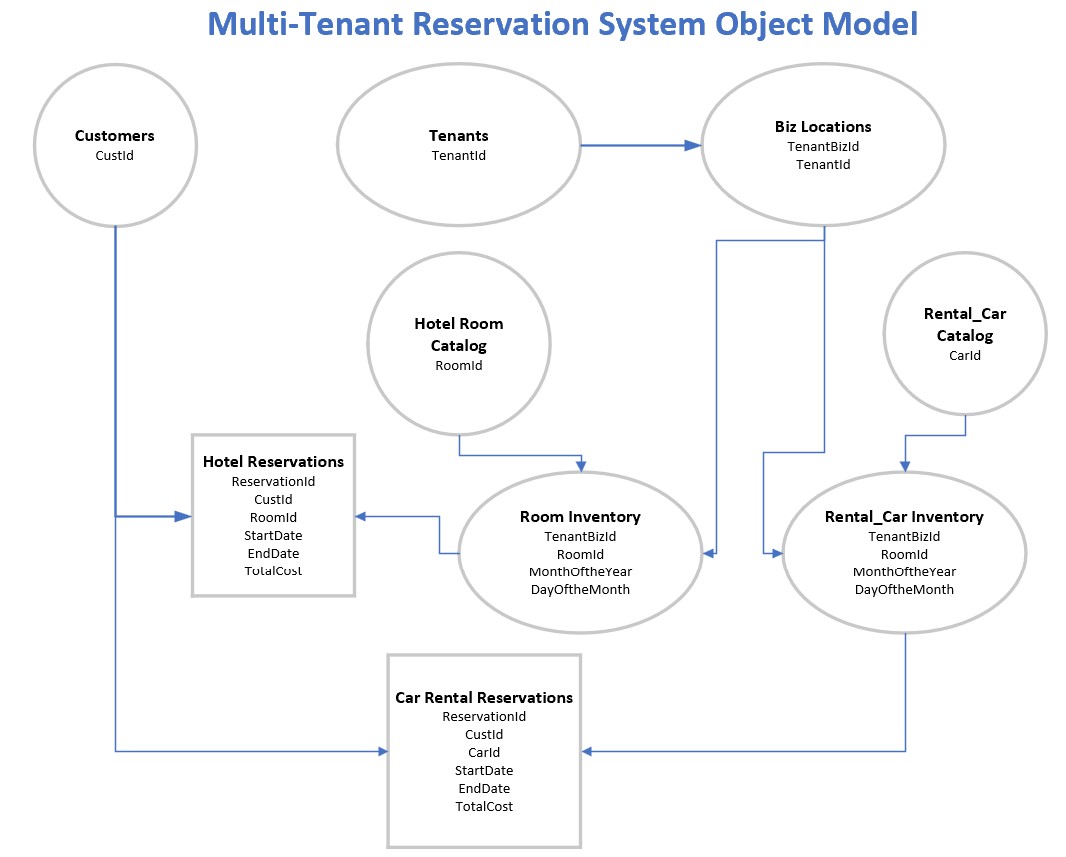 Multi-Tenant Reservation System Object Model
Customers
CustId
Tenants
TenantId
Biz Locations
TenantBizId
TenantId
Hotel Room
Catalog
RoomId
Rental_Car
Catalog
CarId
Hotel Reservations
ReservationId
CustId
RoomId
StartDate
EndDate
TotalCost
Room Inventory
TenantBizId
RoomId
MonthOftheYear
DayOftheMonth
Rental_Car Inventory
TenantBizId
RoomId
MonthOftheYear
DayOftheMonth
Car Rental Reservations
ReservationId
CustId
CarId
StartDate
EndDate
TotalCost